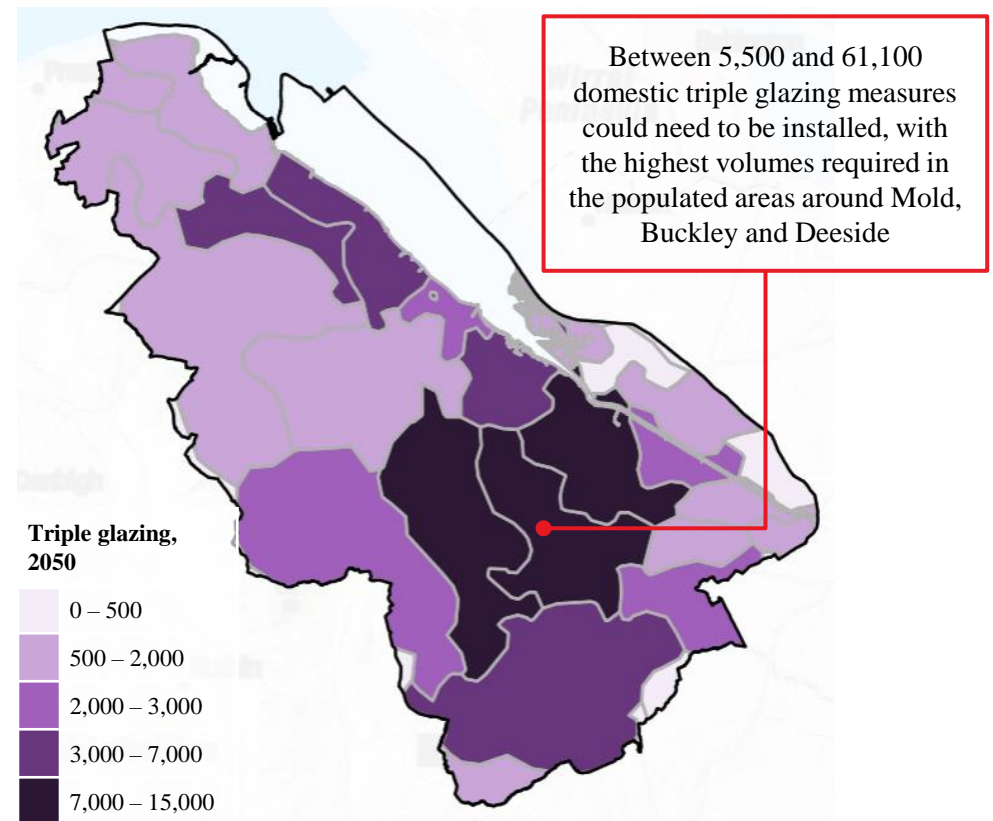 Between 5,500 and 61,100
domestic triple glazing measures
could need to be installed, with
the highest volumes required in
the populated areas around Mold,
Buckley and Deeside
Triple glazing,
2050
0 – 500
500 – 2,000
2,000 – 3,000
3,000 – 7,000
7,000 – 15,000